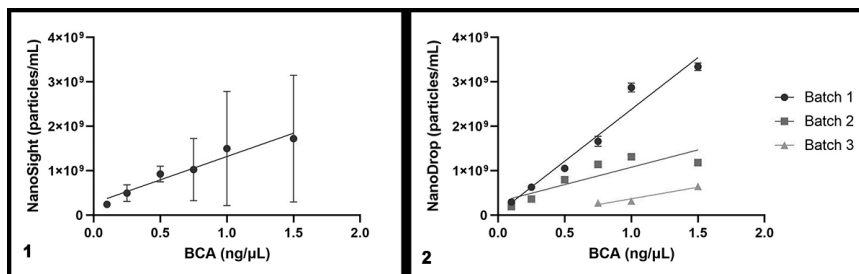 NanoSight (particles/mL)
4×10⁹
3×10⁹
2×10⁹
1×10⁹
0
0.0 0.5 1.0 1.5 2.0
BCA (ng/µL)
1
NanoDrop (particles/mL)
4×10⁹
3×10⁹
2×10⁹
1×10⁹
0
0.0 0.5 1.0 1.5 2.0
BCA (ng/µL)
2
Batch 1
Batch 2
Batch 3